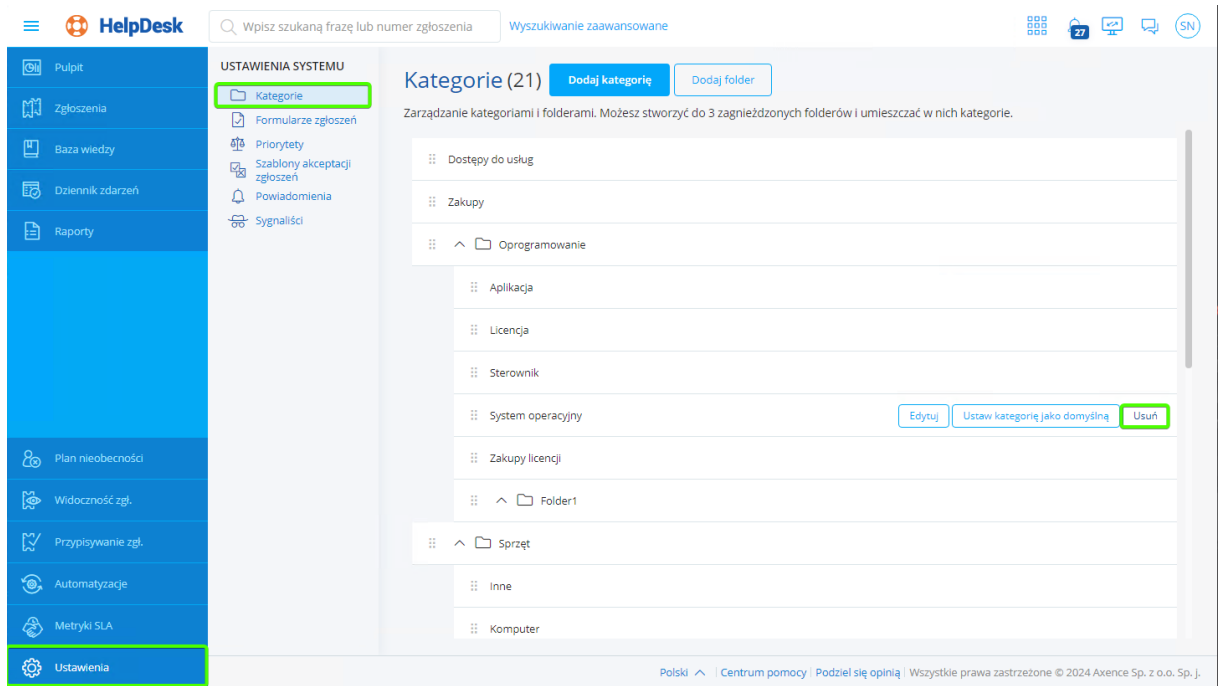 HelpDesk
Wpisz szukaną frazę lub numer zgłoszenia
Wyszukiwanie zaawansowane
27
SN
Pulpit
Zgłoszenia
Baza wiedzy
Dziennik zdarzeń
Raporty
Plan nieobecności
Widoczność zgł.
Przypisywanie zgł.
Automatyzacje
Metryki SLA
Ustawienia
USTAWIENIA SYSTEMU
Kategorie
Formularze zgłoszeń
Priorytety
Szablony akceptacji
zgłoszeń
Powiadomienia
Sygnaliści
Kategorie (21)
Dodaj kategorię
Dodaj folder
Zarządzanie kategoriami i folderami. Możesz stworzyć do 3 zagnieżdzonych folderów i umieszczać w nich kategorie.
Dostępy do usług
Zakupy
Oprogramowanie
Aplikacja
Licencja
Sterownik
System operacyjny
Edytuj
Ustaw kategorię jako domyślną
Usuń
Zakupy licencji
Folder1
Sprzęt
Inne
Komputer
Polski | Centrum pomocy | Podziel się opinią | Wszystkie prawa zastrzeżone © 2024 Axence Sp. z o.o. Sp. j.